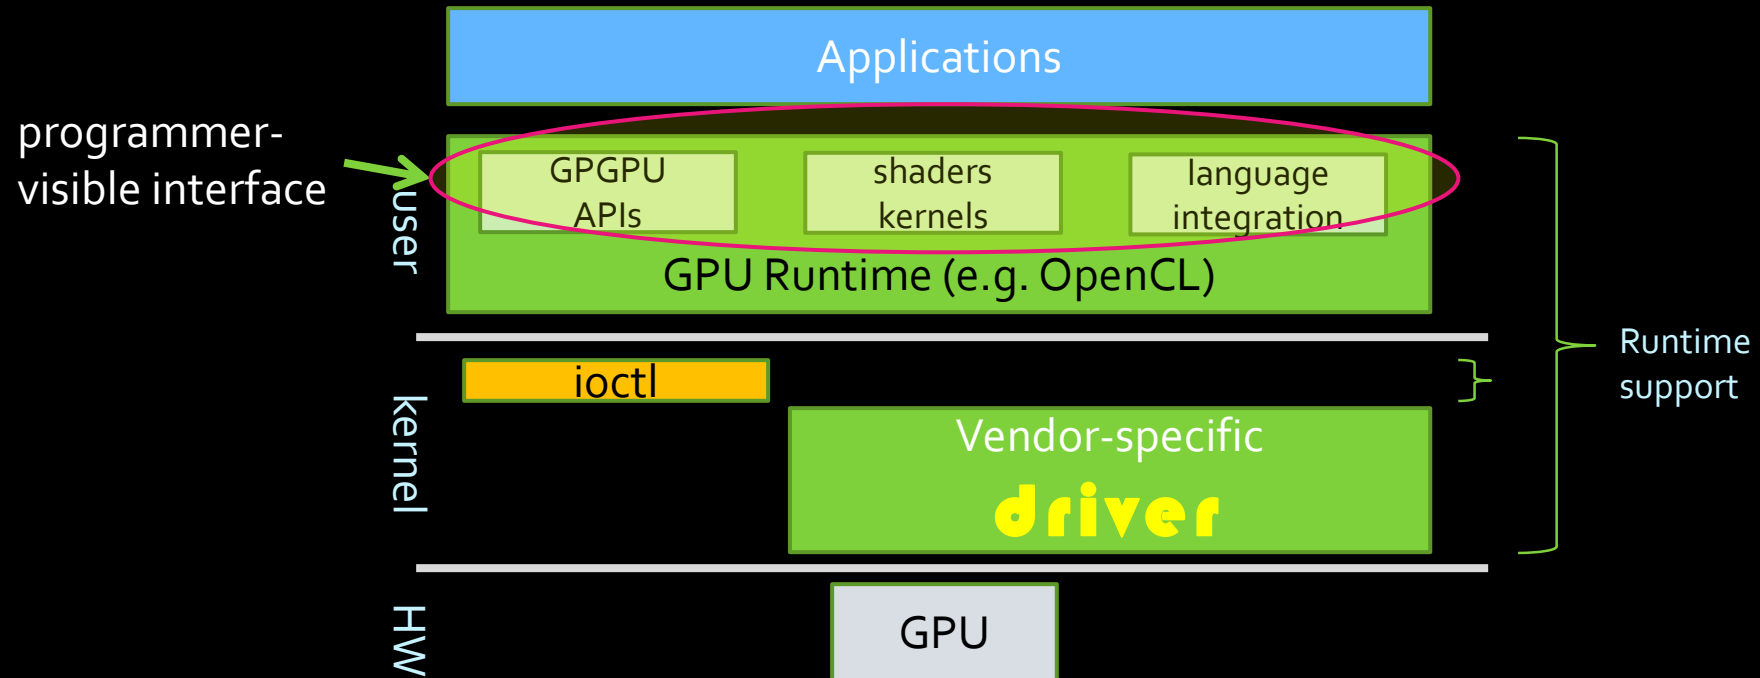 Applications
programmer-
visible interface
GPGPU
APIs
shaders
kernels
language
integration
user
GPU Runtime (e.g. OpenCL)
Runtime
support
ioctl
kernel
Vendor-specific
driver
HW
GPU